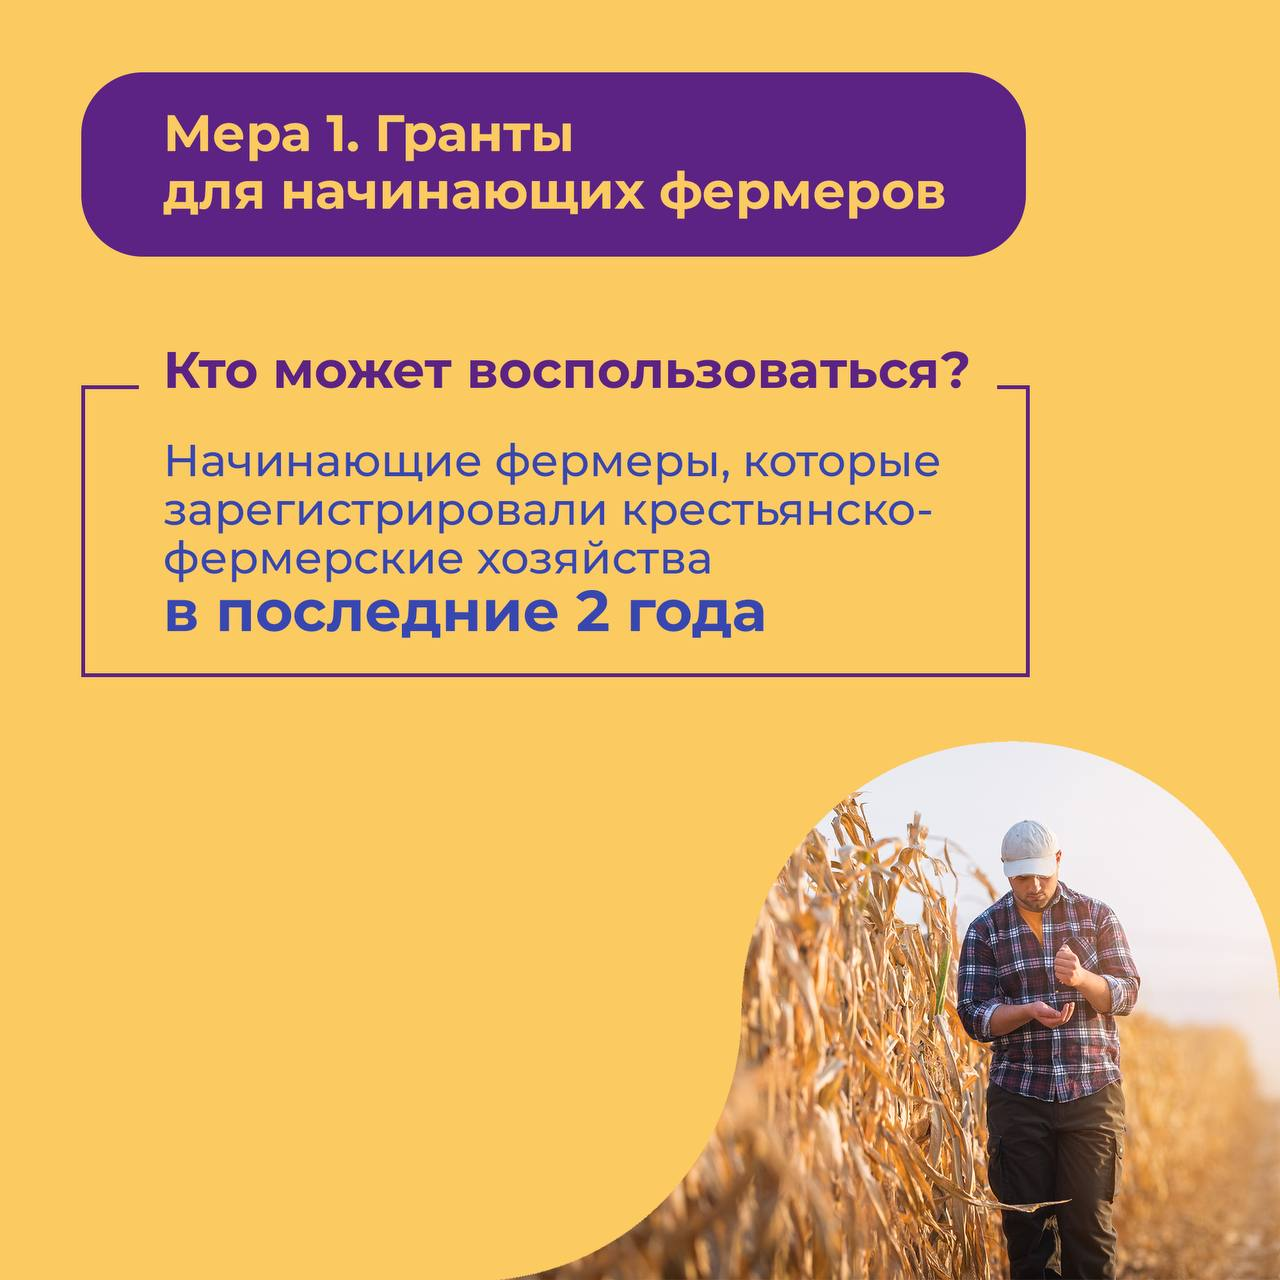 Мера 1. Гранты
для начинающих фермеров
Кто может воспользоваться?
Начинающие фермеры, которые
зарегистрировали крестьянско-
фермерские хозяйства
в последние 2 года